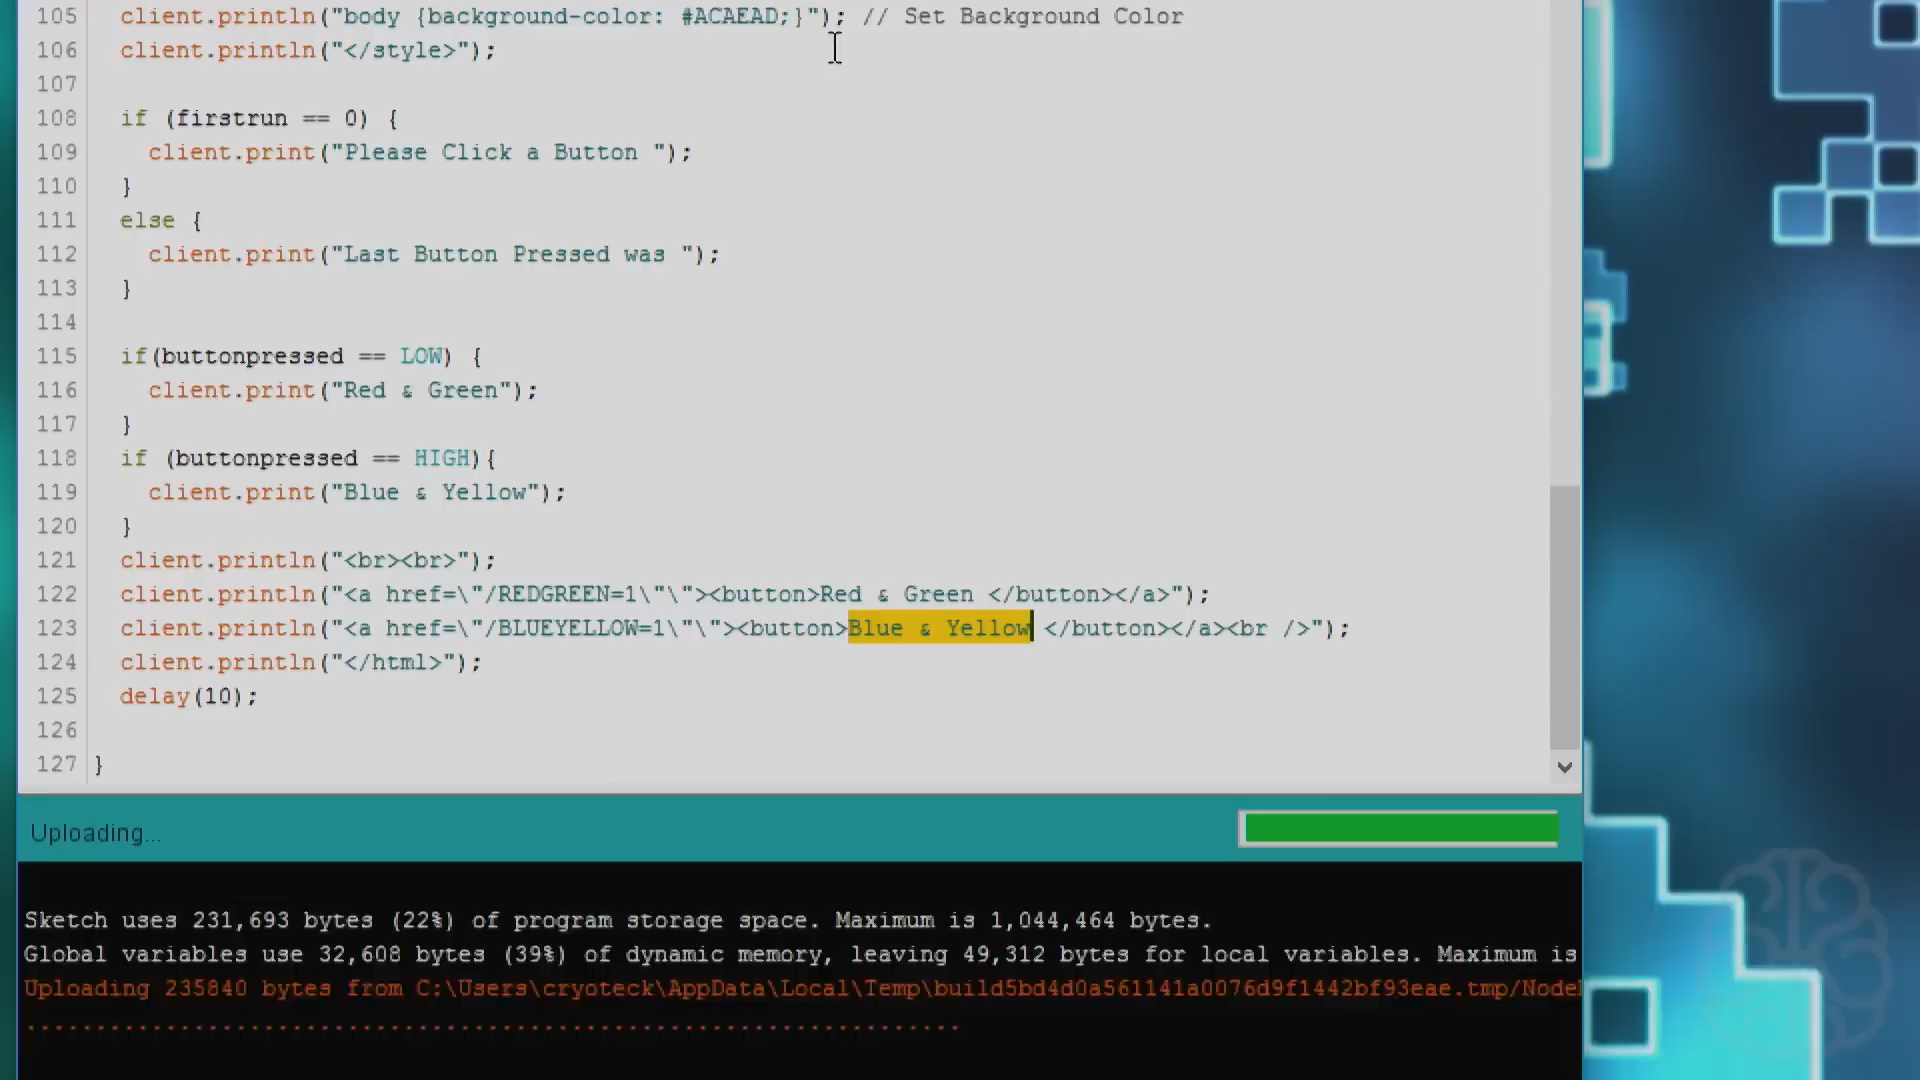 105 client.println("body {background-color: #ACAEAD;}"); // Set Background Color
106 client.println("</style>");
107
108 if (firstrun == 0) {
109 client.print("Please Click a Button ");
110 }
111 else {
112 client.print("Last Button Pressed was ");
113 }
114
115 if(buttonpressed == LOW) {
116 client.print("Red & Green");
117 }
118 if (buttonpressed == HIGH){
119 client.print("Blue & Yellow");
120 }
121 client.println("<br><br>");
122 client.println("<a href=\"/REDGREEN=1\"\"><button>Red & Green </button></a>");
123 client.println("<a href=\"/BLUEYELLOW=1\"\"><button>Blue & Yellow </button></a><br />");
124 client.println("</html>");
125 delay(10);
126
127 }
Uploading...
Sketch uses 231,693 bytes (22%) of program storage space. Maximum is 1,044,464 bytes.
Global variables use 32,608 bytes (39%) of dynamic memory, leaving 49,312 bytes for local variables. Maximum is
Uploading 235840 bytes from C:\Users\cryoteck\AppData\Local\Temp\build5bd4d0a561141a0076d9f1442bf93eae.tmp/Node
...................................................................